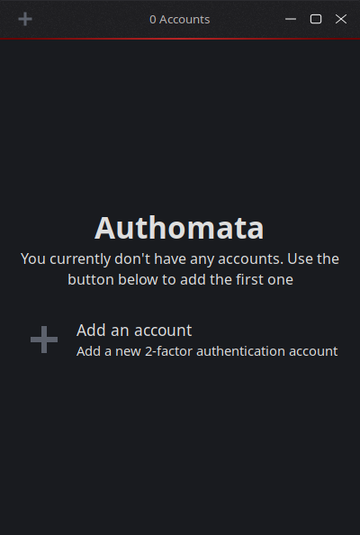 0 Accounts
Authomata
You currently don't have any accounts. Use the
button below to add the first one
Add an account
Add a new 2-factor authentication account